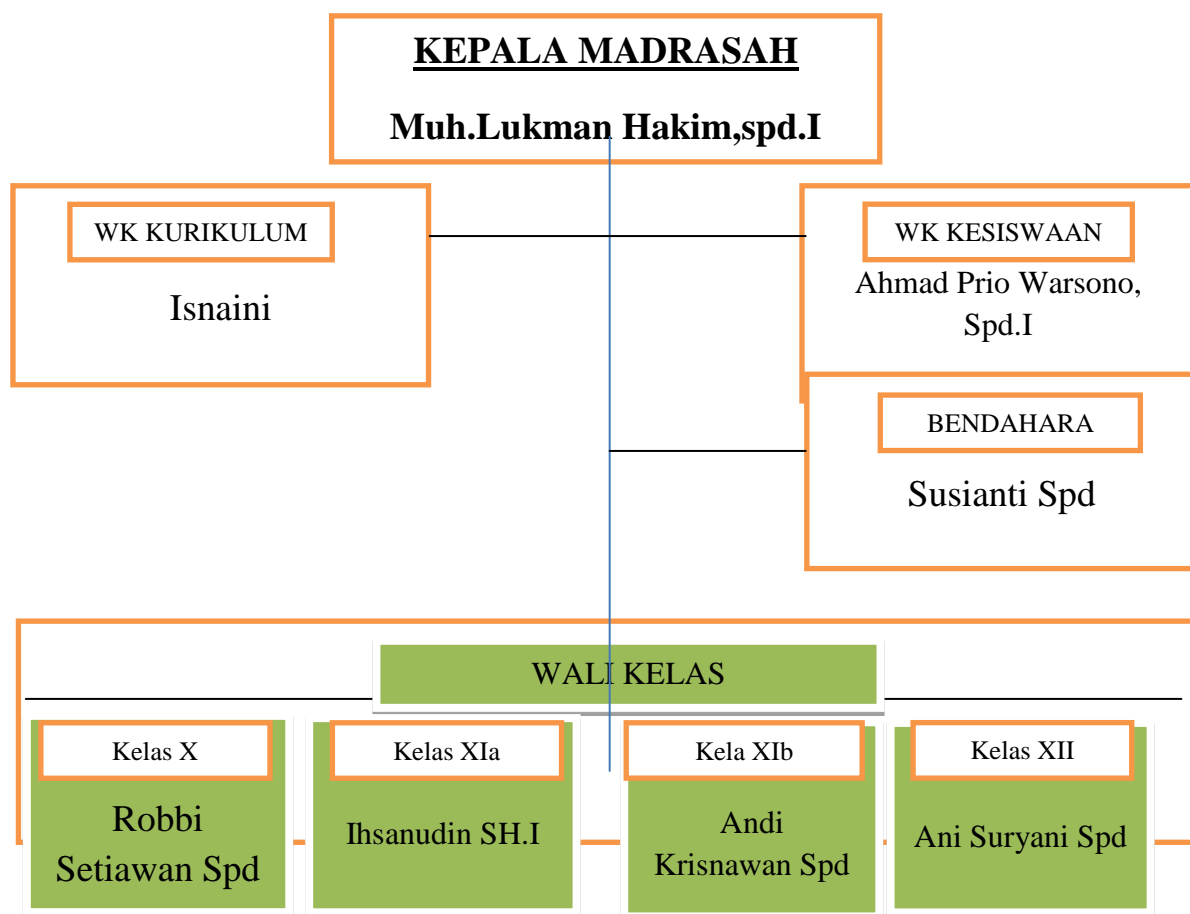 KEPALA MADRASAH
Muh.Lukman Hakim,spd.I
WK KURIKULUM
Isnaini
WK KESISWAAN
Ahmad Prio Warsono,
Spd.I
BENDAHARA
Susianti Spd
WALI KELAS
Kelas X
Robbi
Setiawan Spd
Kelas XIa
Ihsanudin SH.I
Kela XIb
Andi
Krisnawan Spd
Kelas XII
Ani Suryani Spd